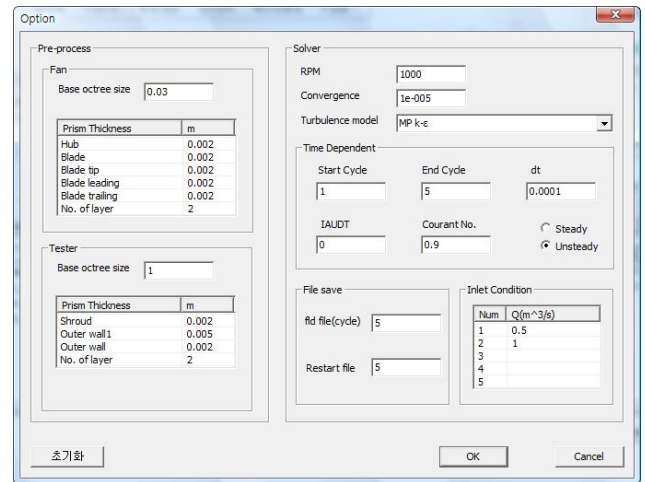 Option
Pre-process
Fan
Base octree size 0.03
Prism Thickness m
Hub 0.002
Blade 0.002
Blade tip 0.002
Blade leading 0.002
Blade trailing 0.002
No. of layer 2
Tester
Base octree size 1
Prism Thickness m
Shroud 0.002
Outer wall1 0.005
Outer wall 0.002
No. of layer 2
Solver
RPM 1000
Convergence 1e-005
Turbulence model MP k-ε
Time Dependent
Start Cycle End Cycle dt
1 5 0.0001
IAUDT Courant No.
0 0.9
Steady
Unsteady
File save
fld file(cycle) 5
Restart file 5
Inlet Condition
Num Q(m^3/s)
1 0.5
2 1
3
4
5
초기화 OK Cancel